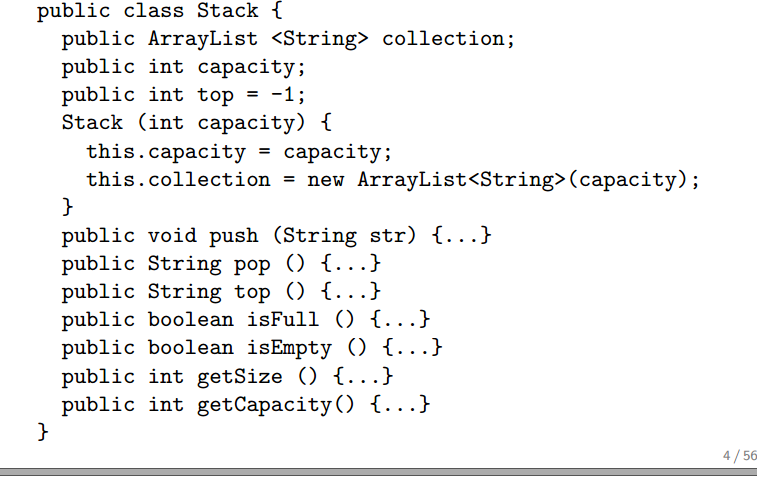 public class Stack {
public ArrayList <String> collection;
public int capacity;
public int top = -1;
Stack (int capacity) {
this.capacity = capacity;
this.collection = new ArrayList<String>(capacity);
}
public void push (String str) {...}
public String pop () {...}
public String top () {...}
public boolean isFull () {...}
public boolean isEmpty () {...}
public int getSize () {...}
public int getCapacity() {...}
}
4 / 56